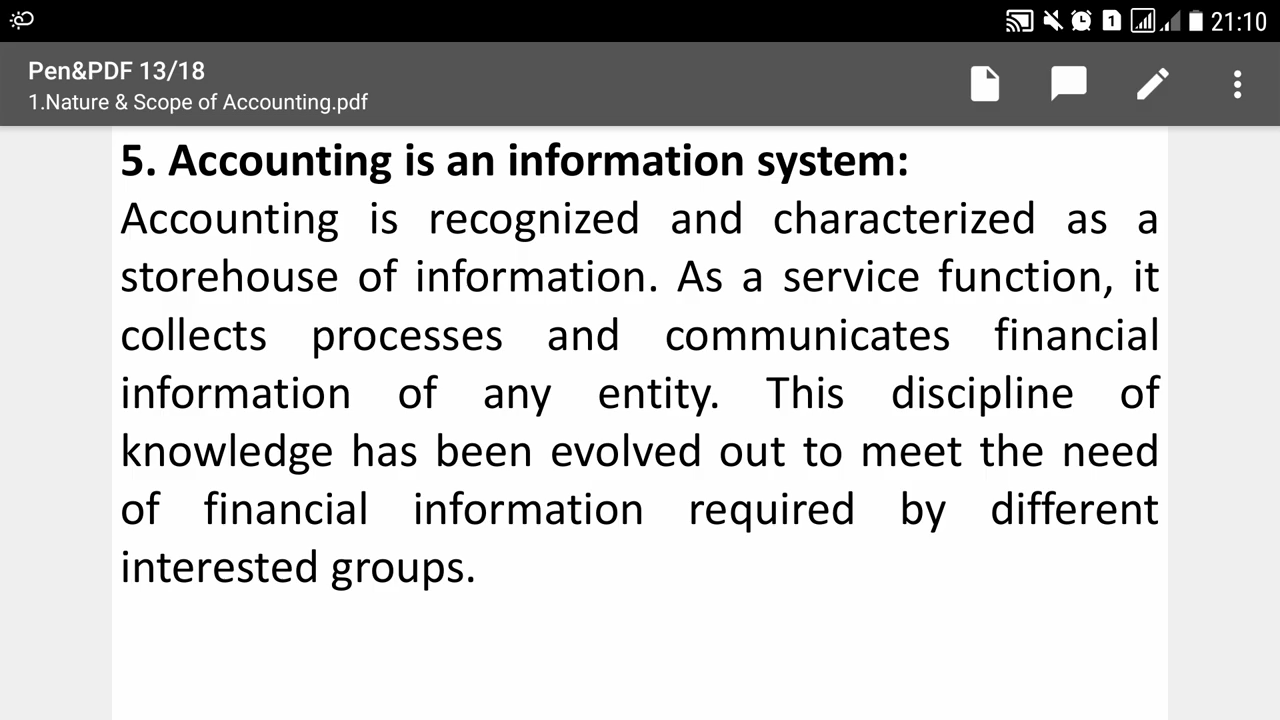 21:10
Pen&PDF 13/18
1.Nature & Scope of Accounting.pdf
5. Accounting is an information system:
Accounting is recognized and characterized as a
storehouse of information. As a service function, it
collects processes and communicates financial
information of any entity. This discipline of
knowledge has been evolved out to meet the need
of financial information required by different
interested groups.